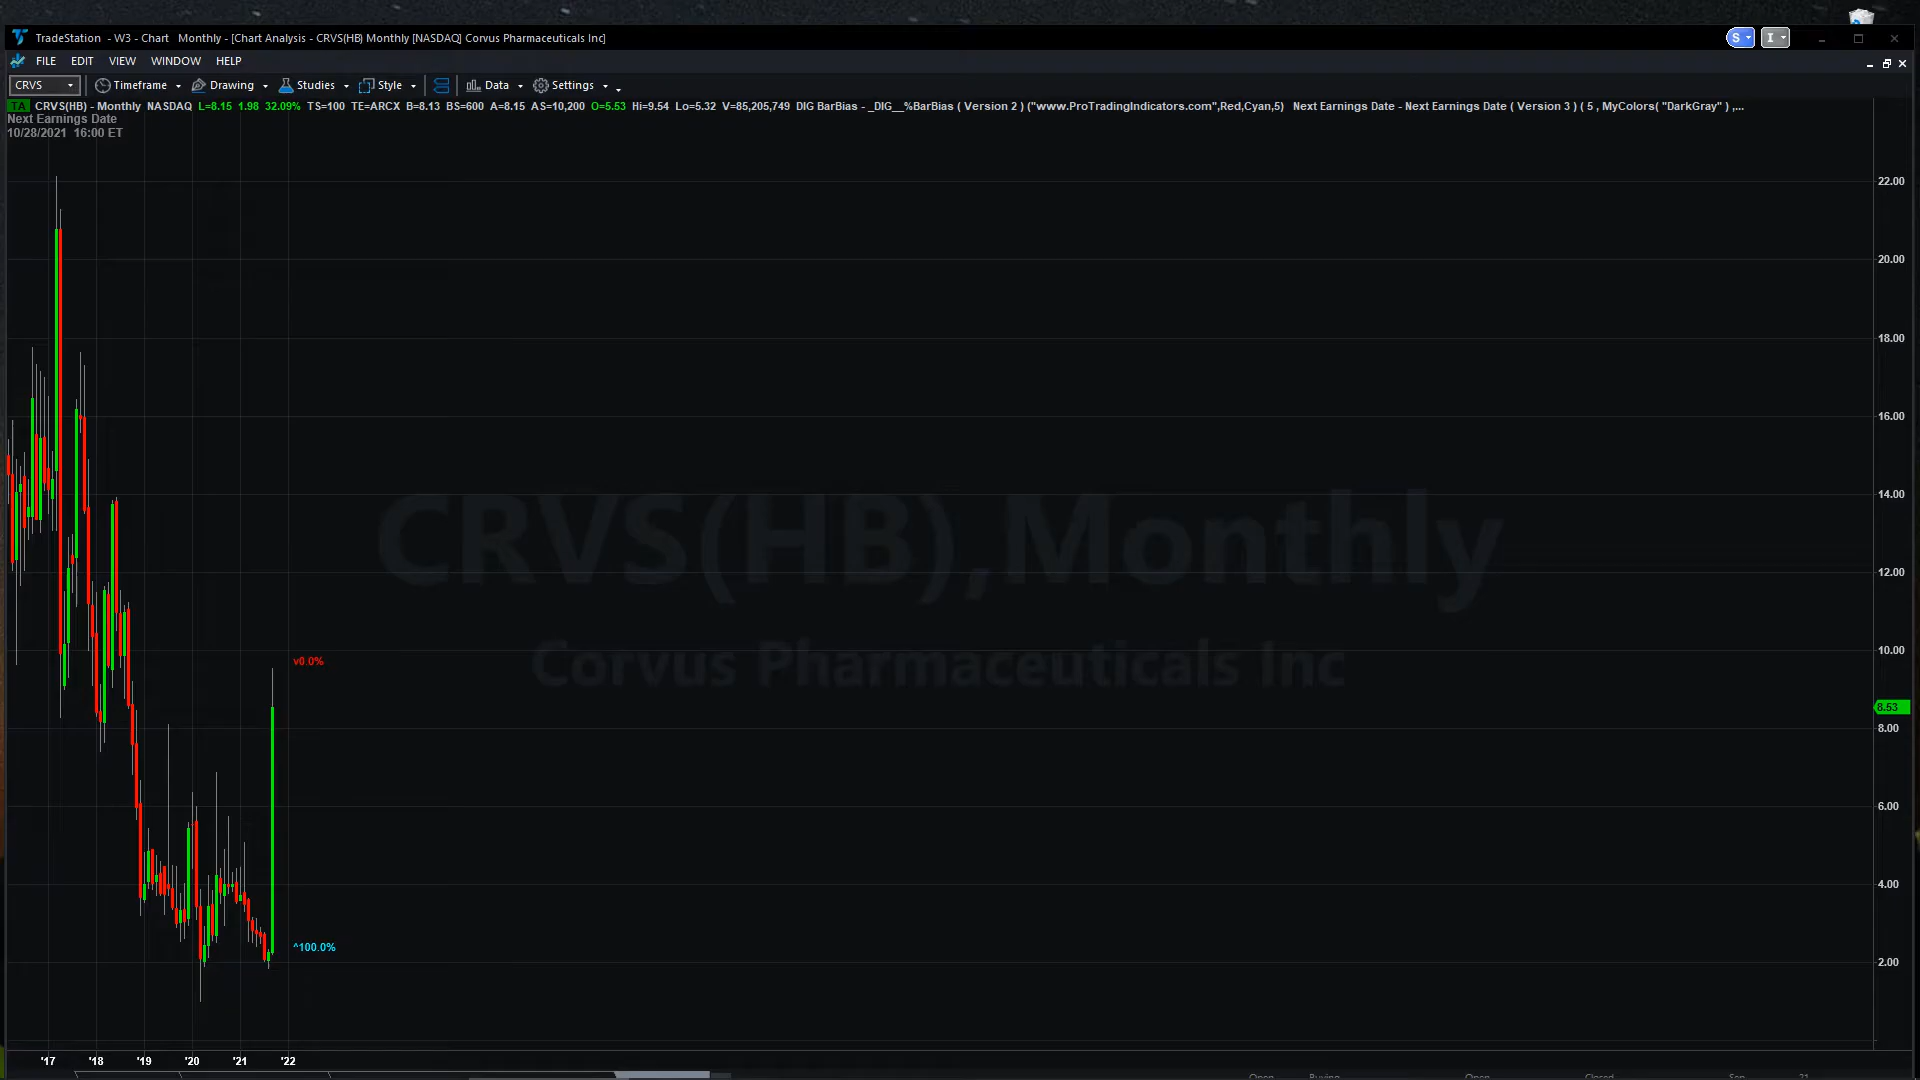 TradeStation - W3 - Chart Monthly - [Chart Analysis - CRVS(HB) Monthly [NASDAQ] Corvus Pharmaceuticals Inc]
S I
FILE EDIT VIEW WINDOW HELP
CRVS Timeframe Drawing Studies Style Data Settings
TA CRVS(HB) - Monthly NASDAQ L=8.15 1.98 32.09% TS=100 TE=ARCX B=8.13 BS=600 A=8.15 AS=10,200 O=5.53 Hi=9.54 Lo=5.32 V=85,205,749 DIG BarBias - _DIG__%BarBias ( Version 2 ) ("www.ProTradingIndicators.com",Red,Cyan,5) Next Earnings Date - Next Earnings Date ( Version 3 ) ( 5 , MyColors( "DarkGray" ) ,...
Next Earnings Date
10/28/2021 16:00 ET
22.00
20.00
18.00
16.00
14.00
CRVS(HB),Monthly
12.00
10.00
Corvus Pharmaceuticals Inc
v0.0%
8.53
8.00
6.00
4.00
^100.0%
2.00
'17 '18 '19 '20 '21 '22